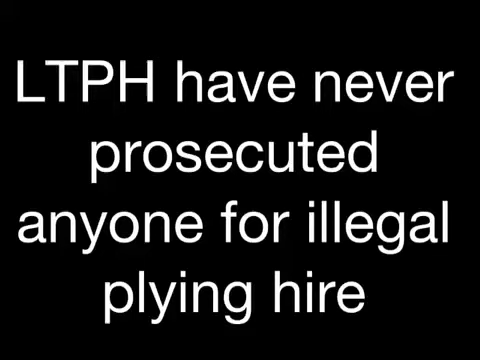 LTPH have never
prosecuted
anyone for illegal
plying hire